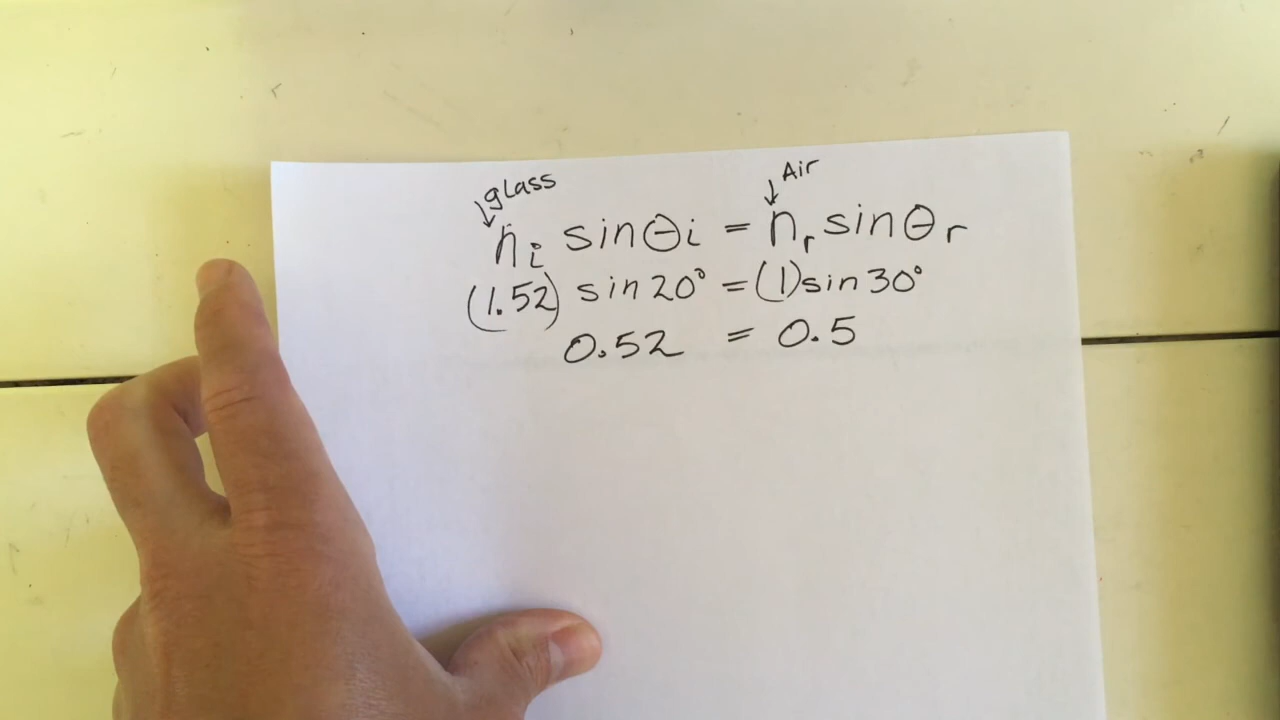 glass Air
nᵢ sinθi = nᵣ sinθr
(1.52) sin 20° = (1) sin 30°
0.52 = 0.5